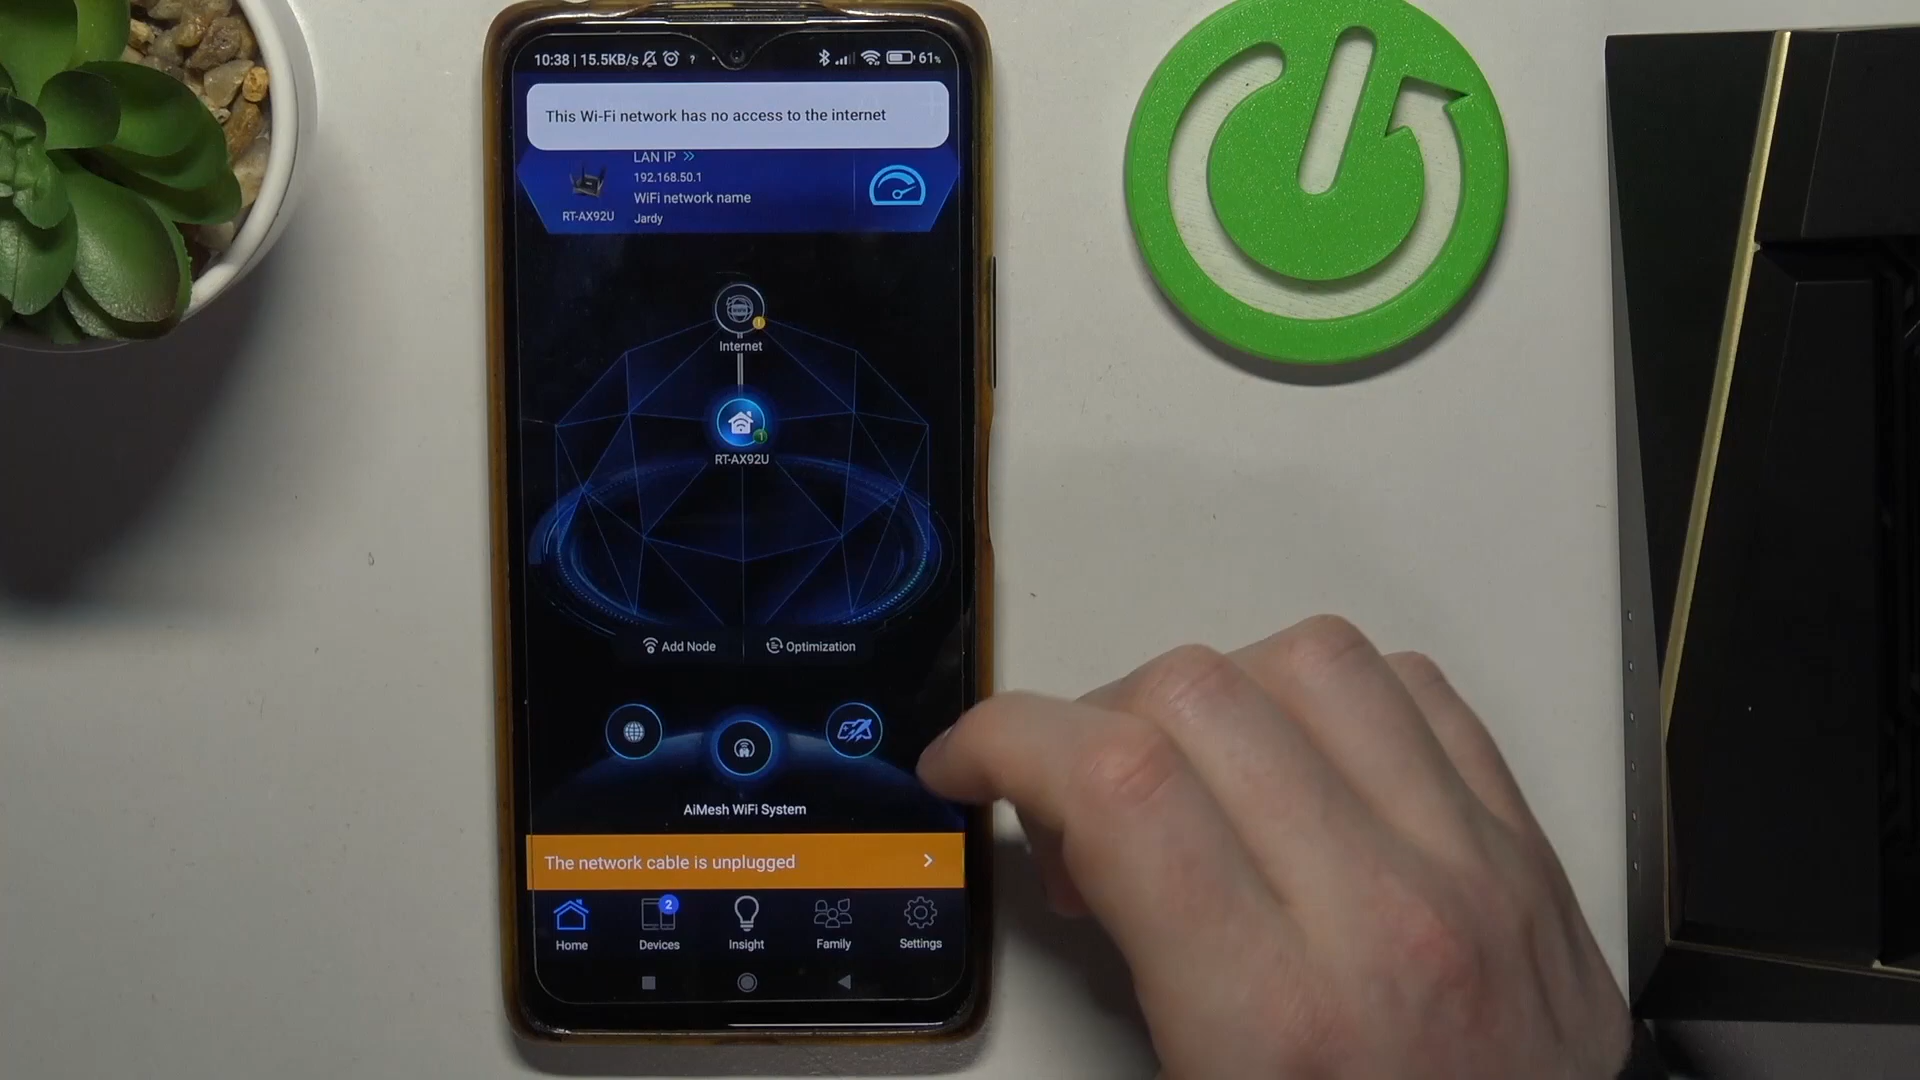 10:38 | 15.5KB/s
61%
This Wi-Fi network has no access to the internet
LAN IP >>
192.168.50.1
WiFi network name
Jardy
RT-AX92U
Internet
1
RT-AX92U
Add Node
Optimization
AiMesh WiFi System
The network cable is unplugged
2
Home
Devices
Insight
Family
Settings